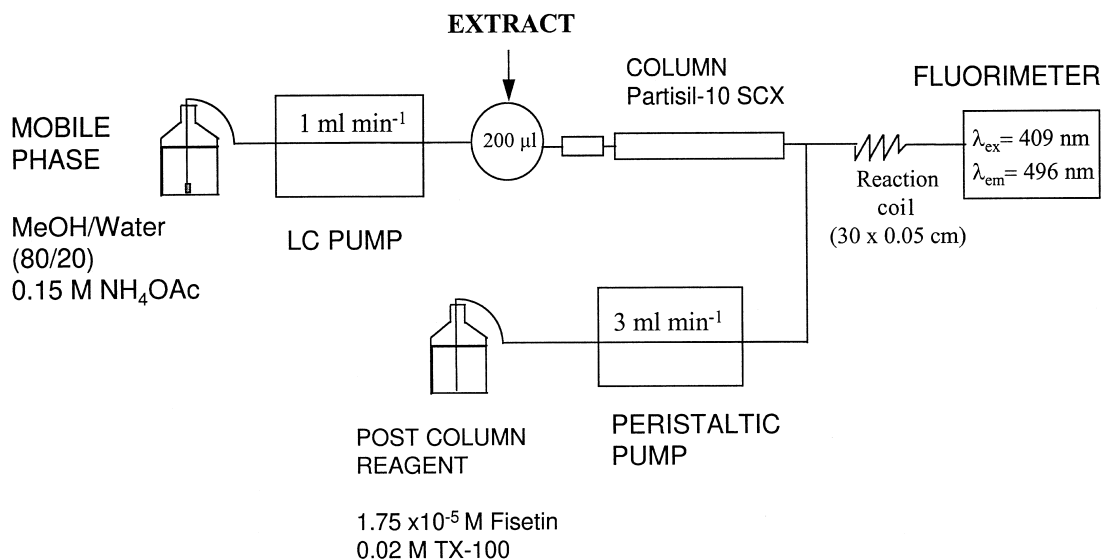 EXTRACT
COLUMN
Partisil-10 SCX
FLUORIMETER
MOBILE
PHASE
1 ml min⁻¹
200 µl
λₑₓ= 409 nm
λₑₘ= 496 nm
Reaction
coil
(30 x 0.05 cm)
MeOH/Water
(80/20)
0.15 M NH₄OAc
LC PUMP
3 ml min⁻¹
POST COLUMN
REAGENT
PERISTALTIC
PUMP
1.75 x10⁻⁵ M Fisetin
0.02 M TX-100